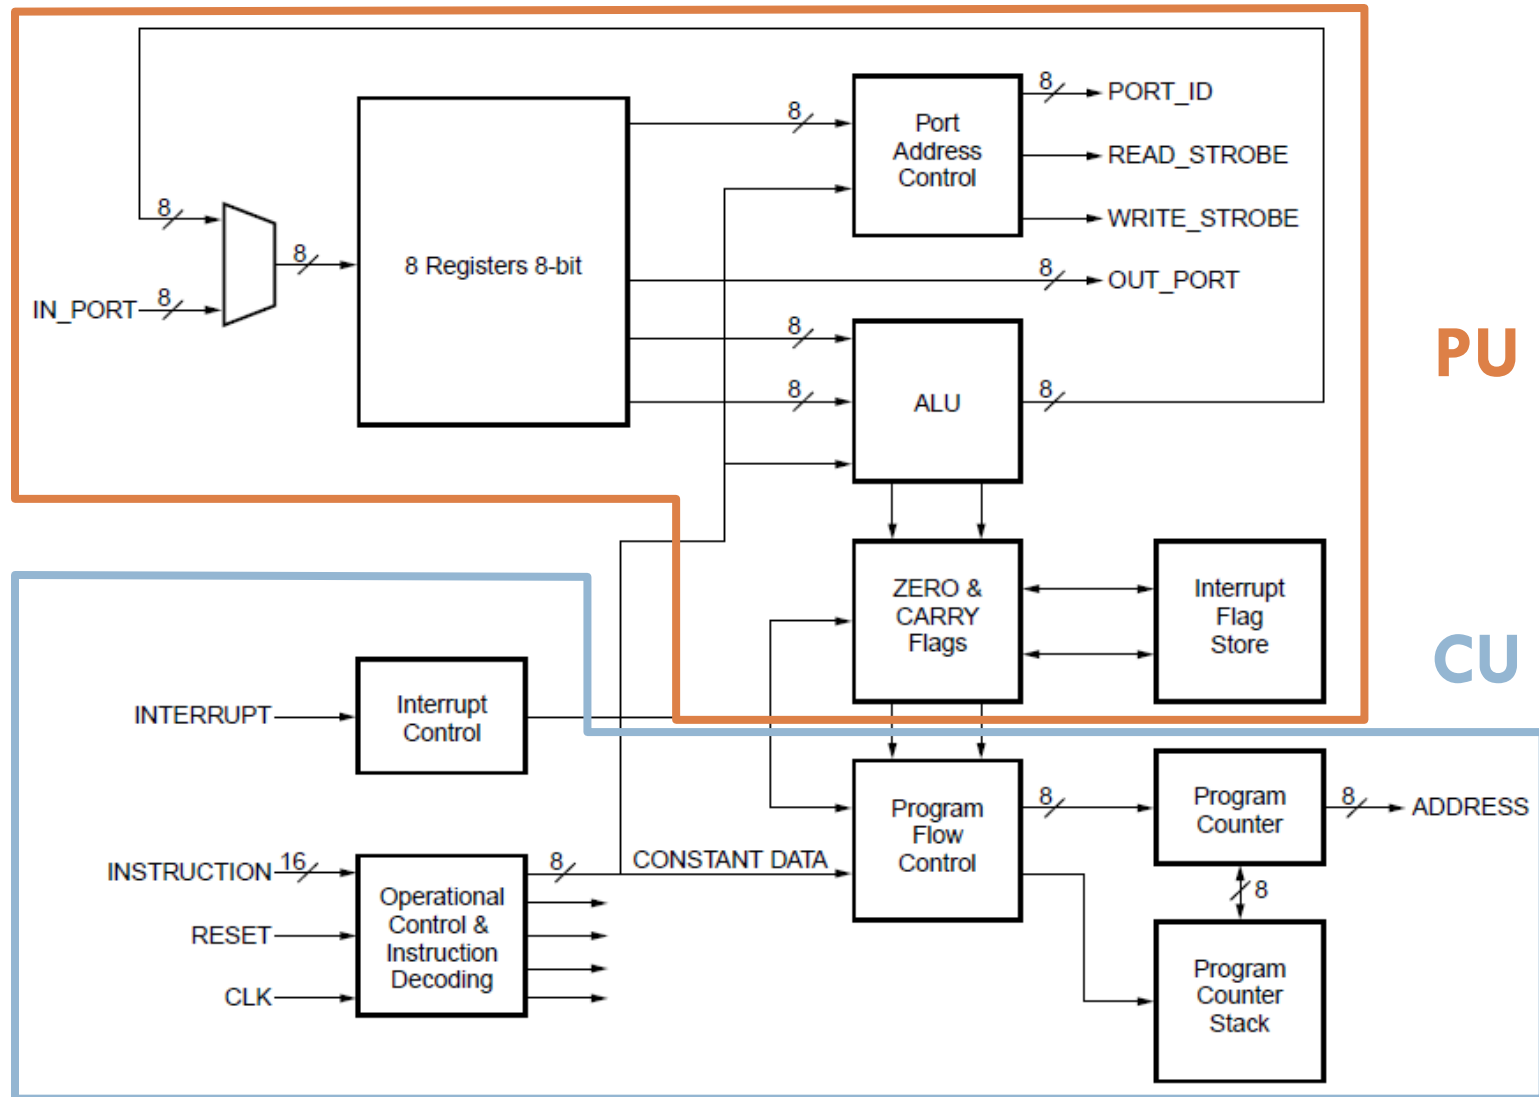 8
PORT_ID
8
Port
Address
Control
READ_STROBE
WRITE_STROBE
8
8
8 Registers 8-bit
8
OUT_PORT
IN_PORT
8
8
ALU
8
8
PU
ZERO &
CARRY
Flags
Interrupt
Flag
Store
CU
INTERRUPT
Interrupt
Control
Program
Flow
Control
8
Program
Counter
8
ADDRESS
INSTRUCTION
16
8
CONSTANT DATA
Operational
Control &
Instruction
Decoding
RESET
CLK
8
Program
Counter
Stack